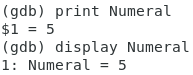 (gdb) print Numeral
$1 = 5
(gdb) display Numeral
1: Numeral = 5